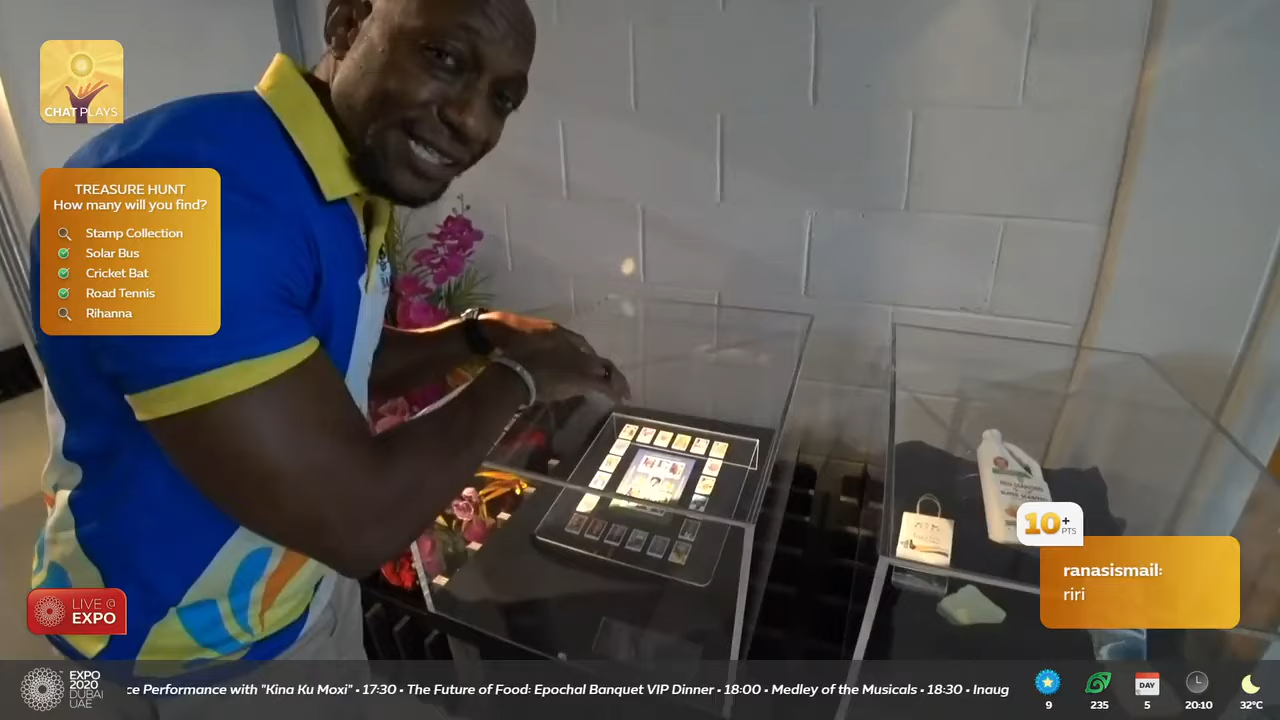 CHAT PLAYS
TREASURE HUNT
How many will you find?
Stamp Collection
Solar Bus
Cricket Bat
Road Tennis
Rihanna
10+
PTS
ranasismail:
riri
LIVE @
EXPO
EXPO
2020
DUBAI
UAE
ce Performance with "Kina Ku Moxi" • 17:30 • The Future of Food: Epochal Banquet VIP Dinner • 18:00 • Medley of the Musicals • 18:30 • Inaug
9
235
DAY
5
20:10
32°C